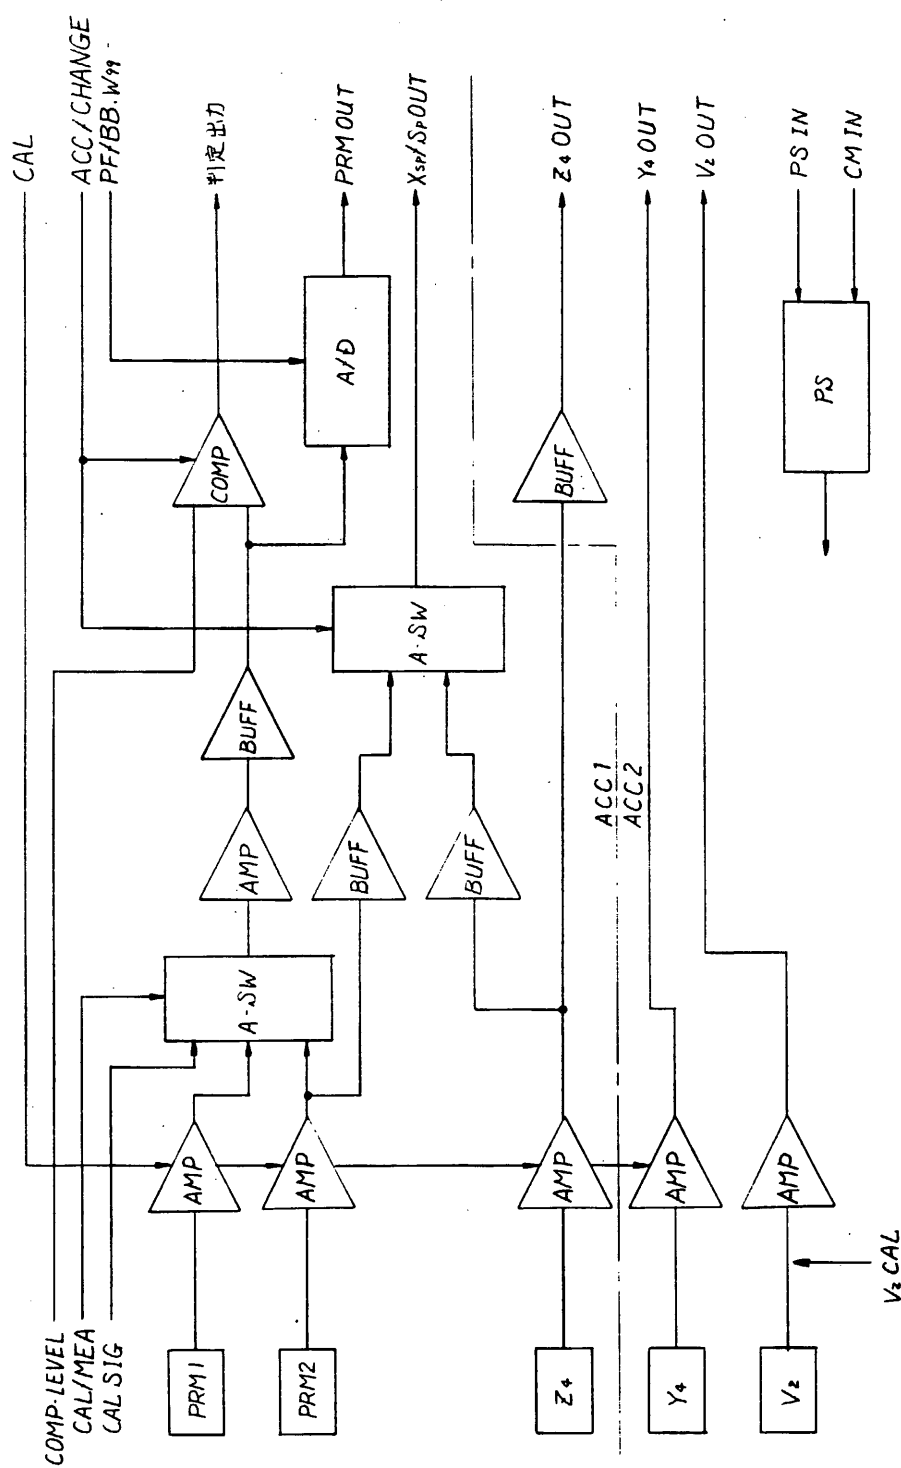 CAL
ACC/CHANGE
PF/BB.W99
判定出力
PRM OUT
XSP/SP OUT
Z4 OUT
Y4 OUT
V2 OUT
PS IN
CM IN
COMP
A/D
BUFF
PS
A-SW
BUFF
AMP
BUFF
BUFF
ACC1
ACC2
A-SW
AMP
AMP
AMP
AMP
AMP
COMP-LEVEL
CAL/MEA
CAL SIG
V2 CAL
PRM1
PRM2
Z4
Y4
V2